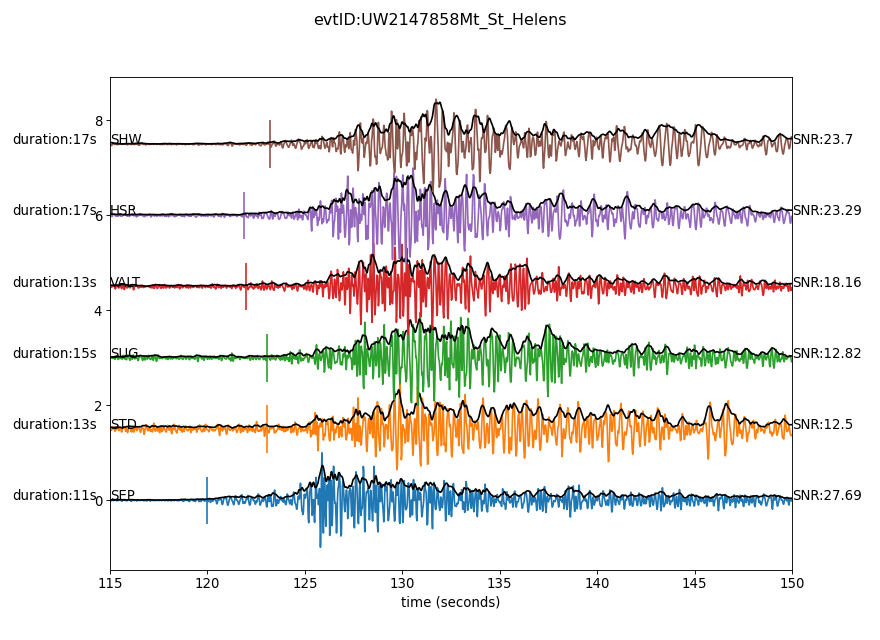 evtID:UW2147858Mt_St_Helens
8
duration:17s SHW SNR:23.7
duration:17s HSR SNR:23.29
6
duration:13s VALT SNR:18.16
4
duration:15s SUG SNR:12.82
2
duration:13s STD SNR:12.5
duration:11s SEP SNR:27.69
0
115 120 125 130 135 140 145 150
time (seconds)